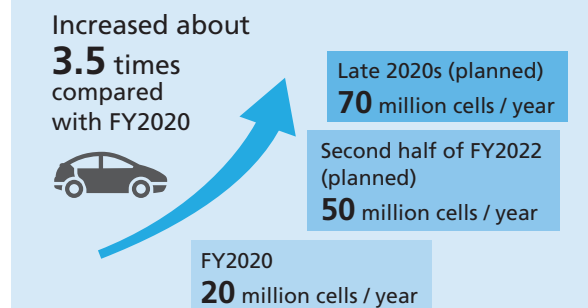 Increased about
3.5 times
compared
with FY2020
Late 2020s (planned)
70 million cells / year
Second half of FY2022
(planned)
50 million cells / year
FY2020
20 million cells / year